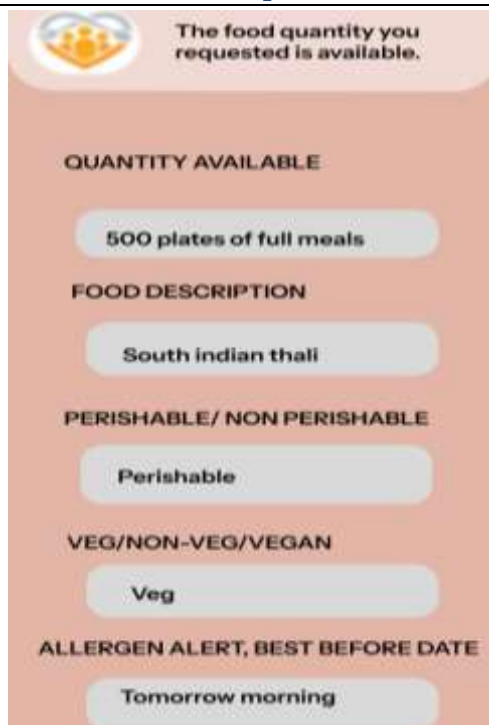 The food quantity you
requested is available.
QUANTITY AVAILABLE
500 plates of full meals
FOOD DESCRIPTION
South indian thali
PERISHABLE/ NON PERISHABLE
Perishable
VEG/NON-VEG/VEGAN
Veg
ALLERGEN ALERT, BEST BEFORE DATE
Tomorrow morning